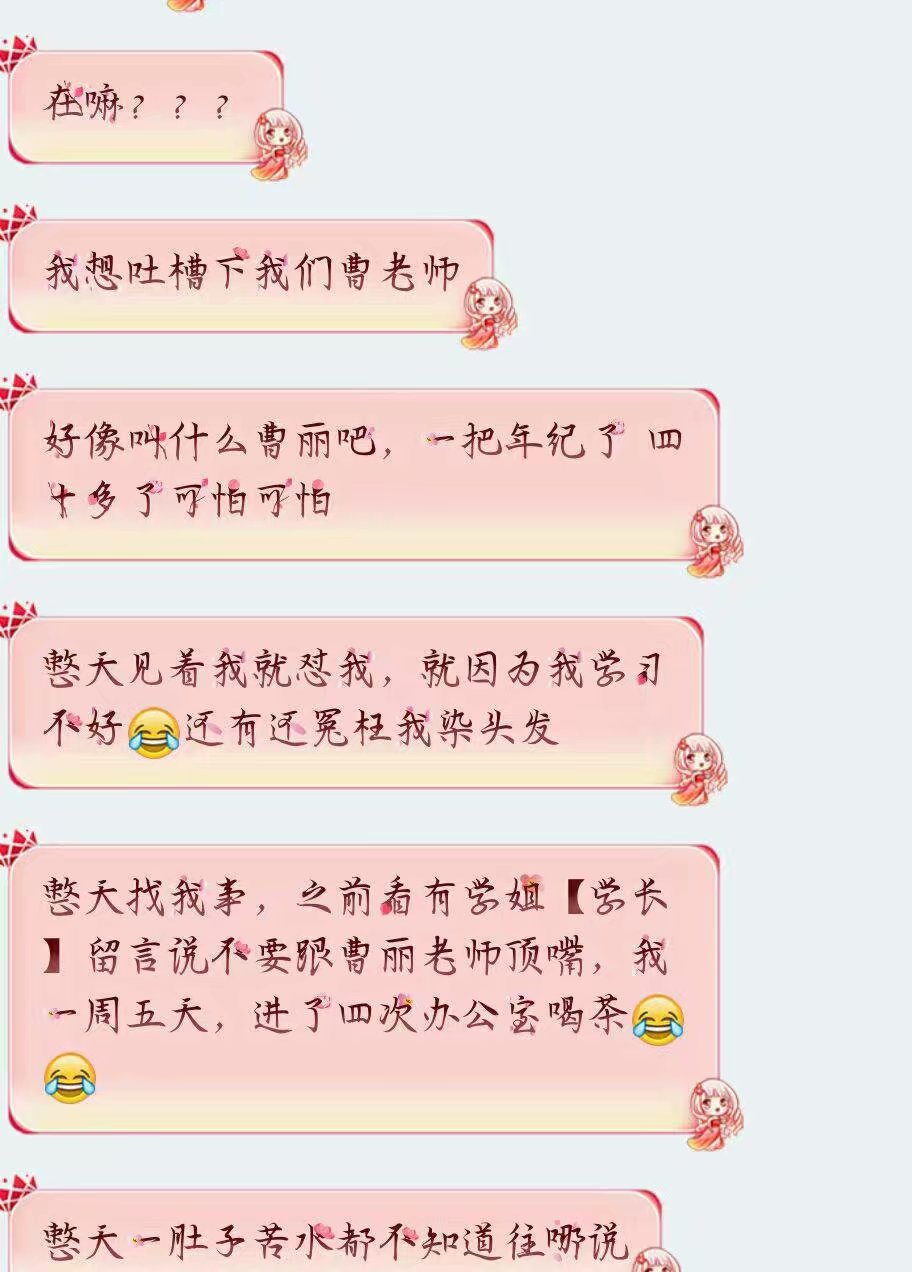 在嘛？？？
我想吐槽下我们曹老师
好像叫什么曹丽吧，一把年纪了 四
十多了可怕可怕
整天见着我就怼我，就因为我学习
不好😂还有还冤枉我染头发
整天找我事，之前看有学姐【学长
】留言说不要跟曹丽老师顶嘴，我
一周五天，进了四次办公室喝茶😂
😂
整天一肚子苦水都不知道往哪说